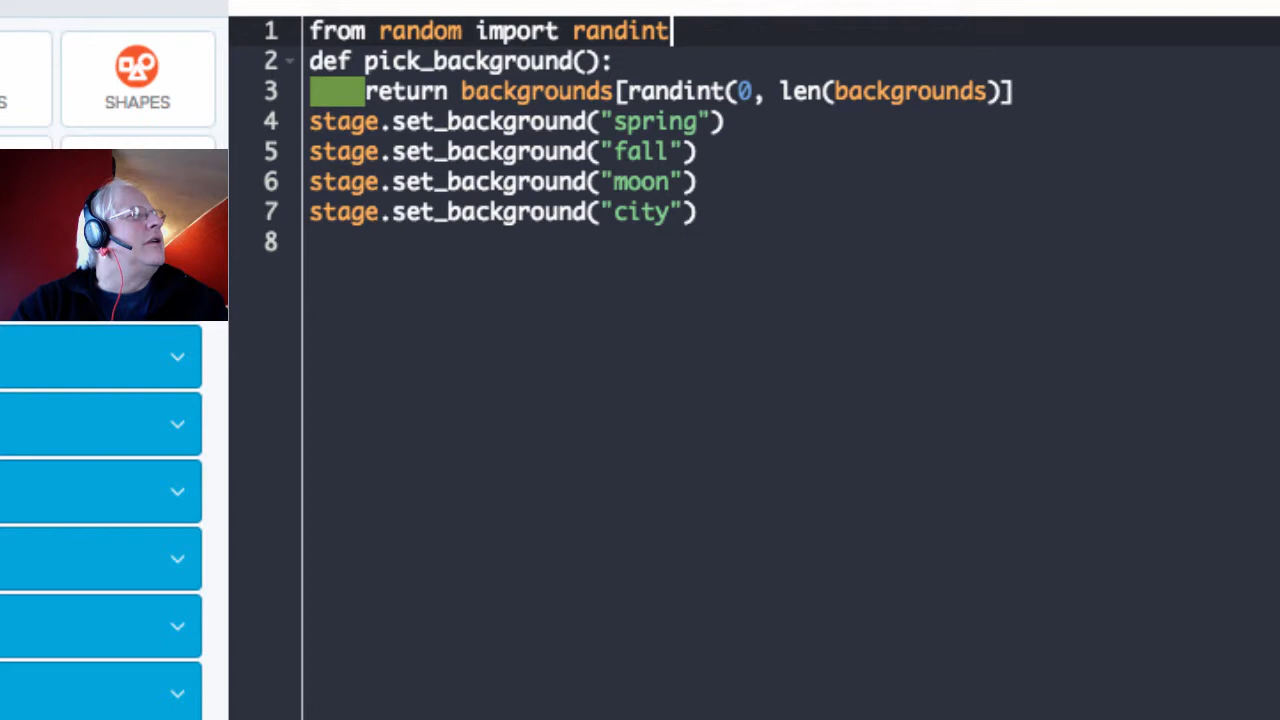 S
SHAPES
1 from random import randint
2 def pick_background():
3 return backgrounds[randint(0, len(backgrounds)]
4 stage.set_background("spring")
5 stage.set_background("fall")
6 stage.set_background("moon")
7 stage.set_background("city")
8